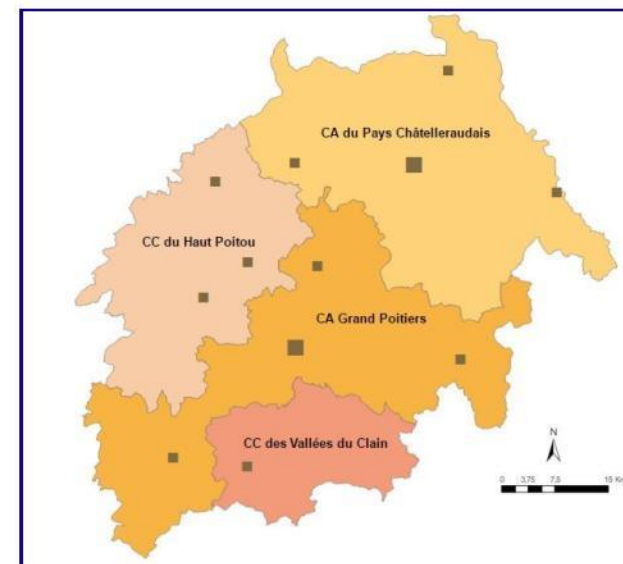 CA du Pays Châtelleraudais
CC du Haut Poitou
CA Grand Poitiers
CC des Vallées du Clain
N
0 3,75 7,5 15 Km